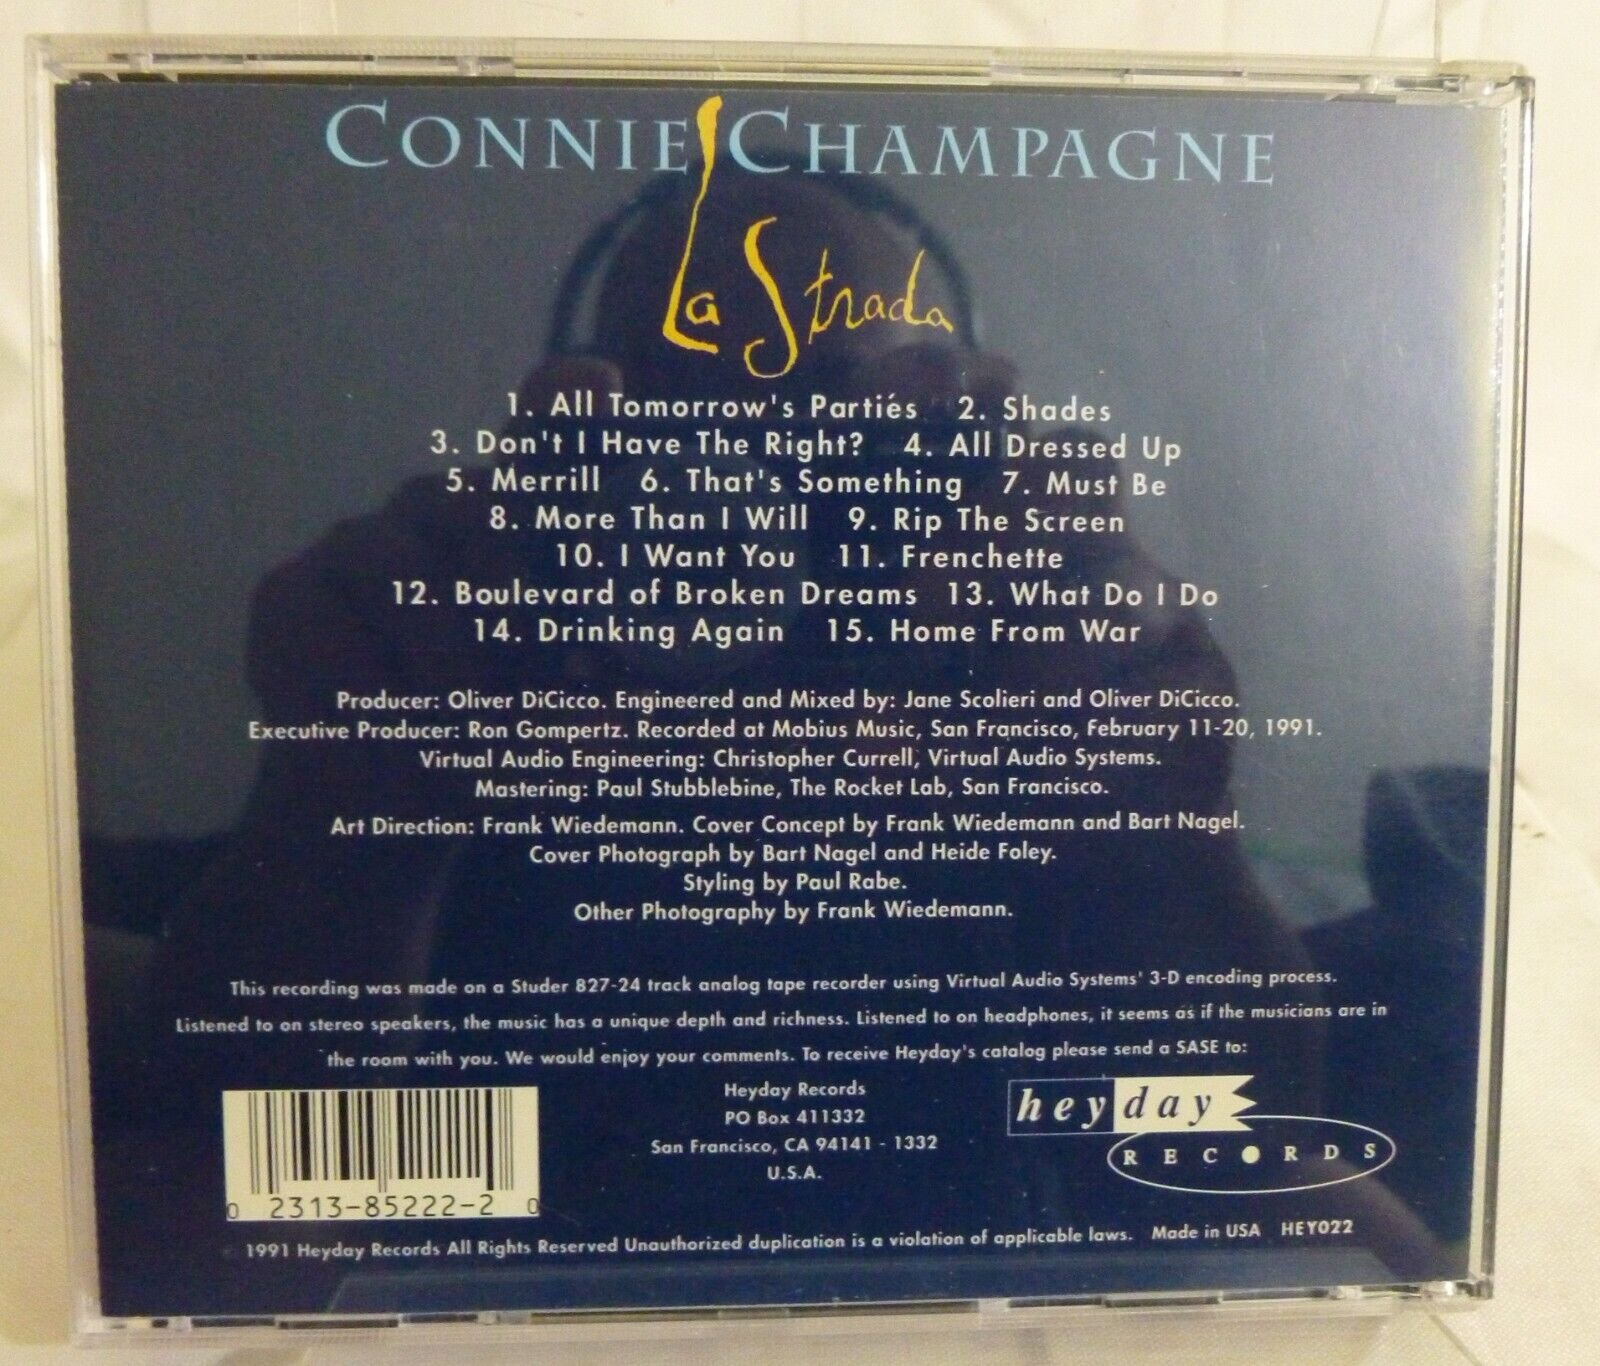 CONNIE CHAMPAGNE
La Strada
1. All Tomorrow's Partiés 2. Shades
3. Don't I Have The Right? 4. All Dressed Up
5. Merrill 6. That's Something 7. Must Be
8. More Than I Will 9. Rip The Screen
10. I Want You 11. Frenchette
12. Boulevard of Broken Dreams 13. What Do I Do
14. Drinking Again 15. Home From War
Producer: Oliver DiCicco. Engineered and Mixed by: Jane Scolieri and Oliver DiCicco.
Executive Producer: Ron Gompertz. Recorded at Mobius Music, San Francisco, February 11-20, 1991.
Virtual Audio Engineering: Christopher Currell, Virtual Audio Systems.
Mastering: Paul Stubblebine, The Rocket Lab, San Francisco.
Art Direction: Frank Wiedemann. Cover Concept by Frank Wiedemann and Bart Nagel.
Cover Photograph by Bart Nagel and Heide Foley.
Styling by Paul Rabe.
Other Photography by Frank Wiedemann.
This recording was made on a Studer 827-24 track analog tape recorder using Virtual Audio Systems' 3-D encoding process.
Listened to on stereo speakers, the music has a unique depth and richness. Listened to on headphones, it seems as if the musicians are in
the room with you. We would enjoy your comments. To receive Heyday's catalog please send a SASE to:
Heyday Records
PO Box 411332
San Francisco, CA 94141 - 1332
U.S.A.
heyday
RECORDS
0 2313-85222-2 0
1991 Heyday Records All Rights Reserved Unauthorized duplication is a violation of applicable laws. Made in USA HEY022